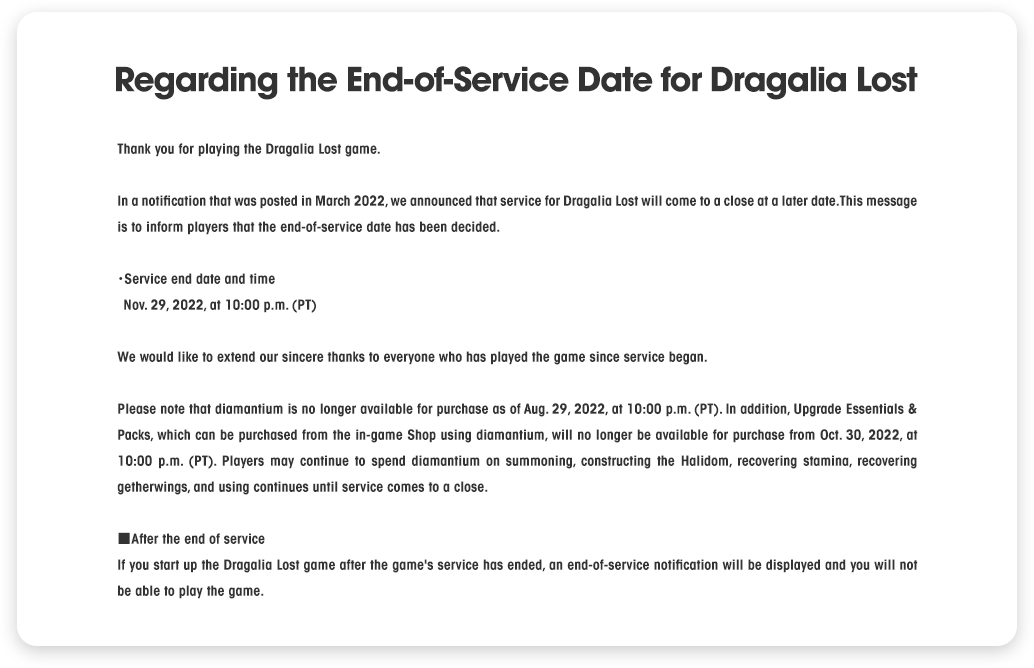 Regarding the End-of-Service Date for Dragalia Lost
Thank you for playing the Dragalia Lost game.
In a notification that was posted in March 2022, we announced that service for Dragalia Lost will come to a close at a later date.This message
is to inform players that the end-of-service date has been decided.
・Service end date and time
Nov. 29, 2022, at 10:00 p.m. (PT)
We would like to extend our sincere thanks to everyone who has played the game since service began.
Please note that diamantium is no longer available for purchase as of Aug. 29, 2022, at 10:00 p.m. (PT). In addition, Upgrade Essentials &
Packs, which can be purchased from the in-game Shop using diamantium, will no longer be available for purchase from Oct. 30, 2022, at
10:00 p.m. (PT). Players may continue to spend diamantium on summoning, constructing the Halidom, recovering stamina, recovering
getherwings, and using continues until service comes to a close.
■After the end of service
If you start up the Dragalia Lost game after the game's service has ended, an end-of-service notification will be displayed and you will not
be able to play the game.